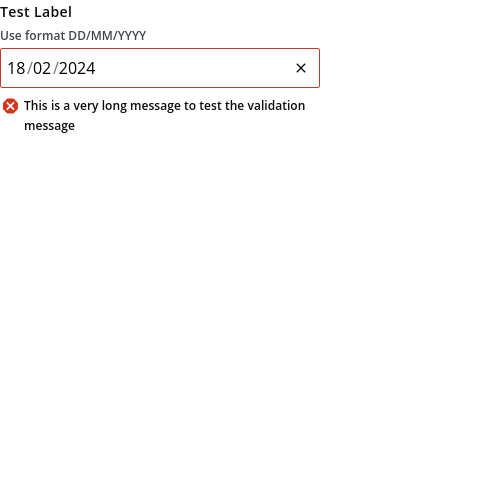 Test Label
Use format DD/MM/YYYY
18/02/2024
This is a very long message to test the validation
message